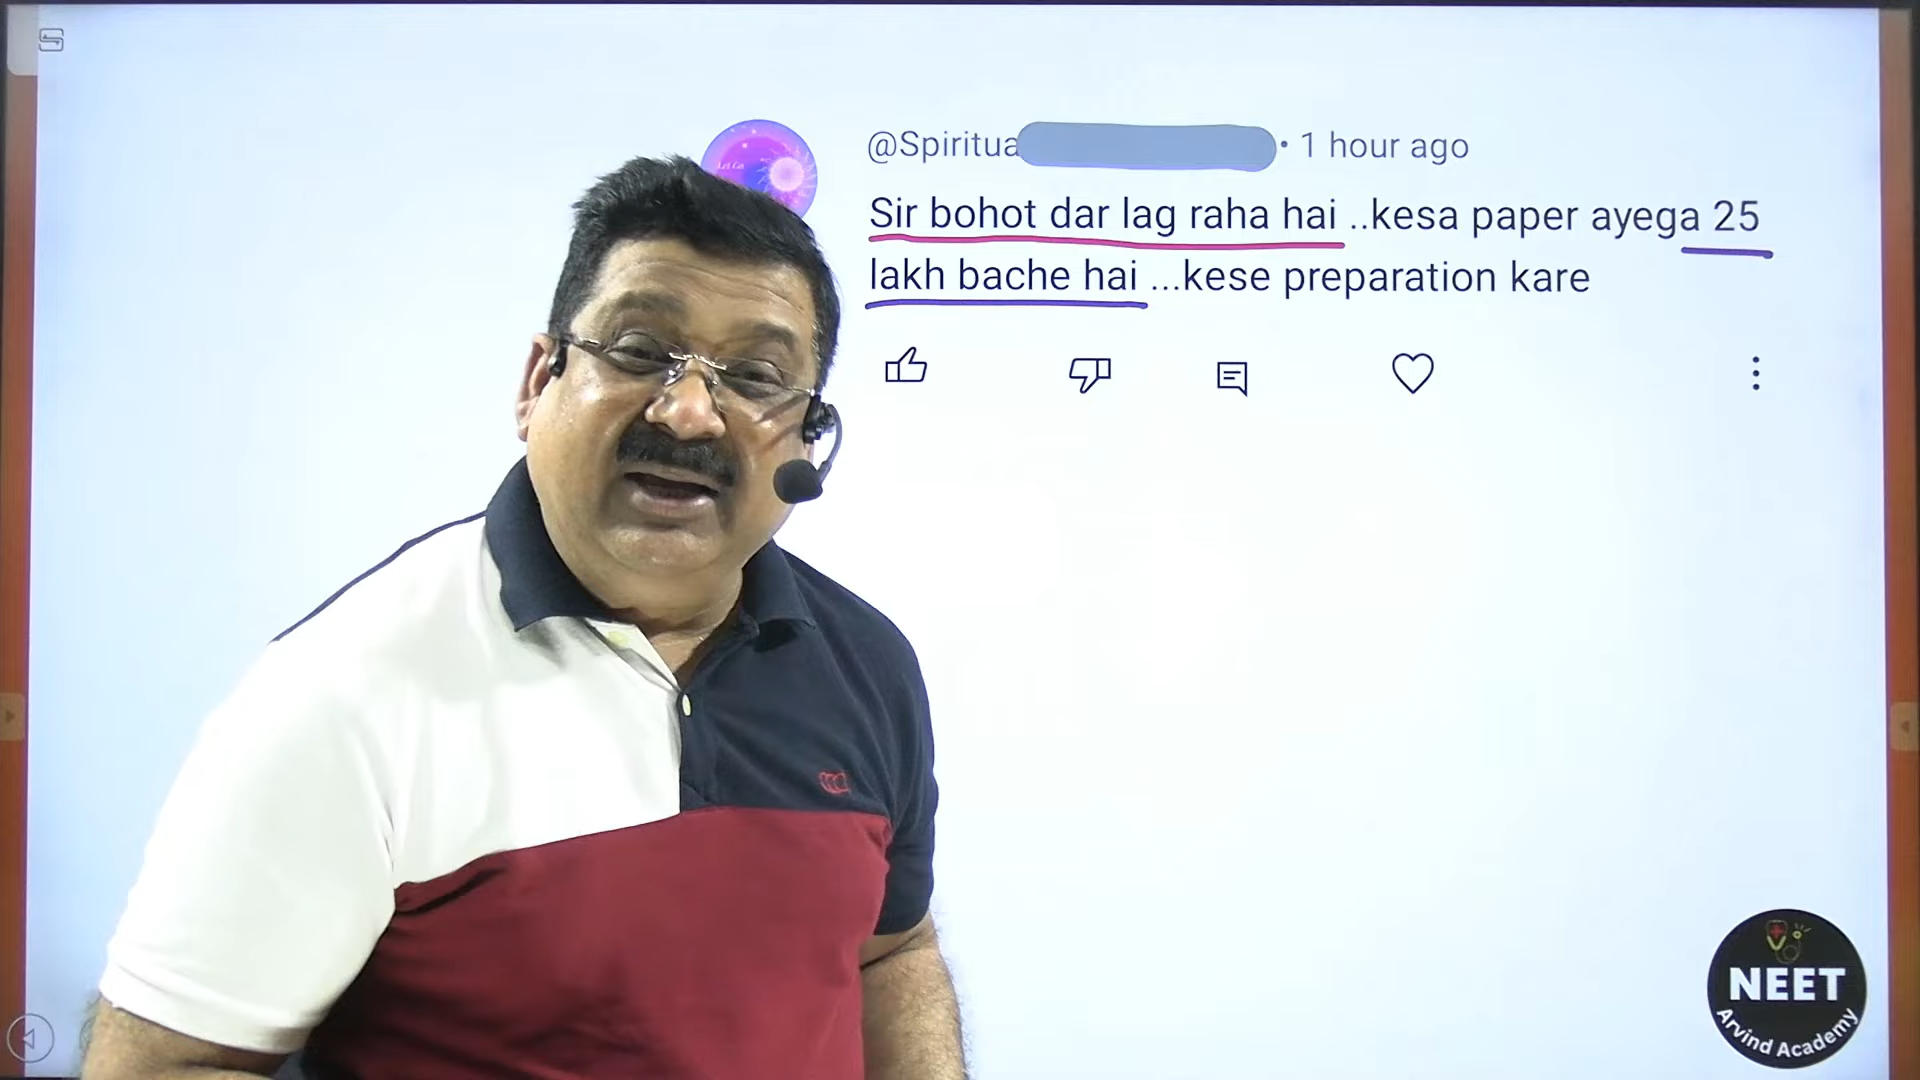 @Spiritua • 1 hour ago
Sir bohot dar lag raha hai ..kesa paper ayega 25
lakh bache hai ...kese preparation kare
NEET
Arvind Academy